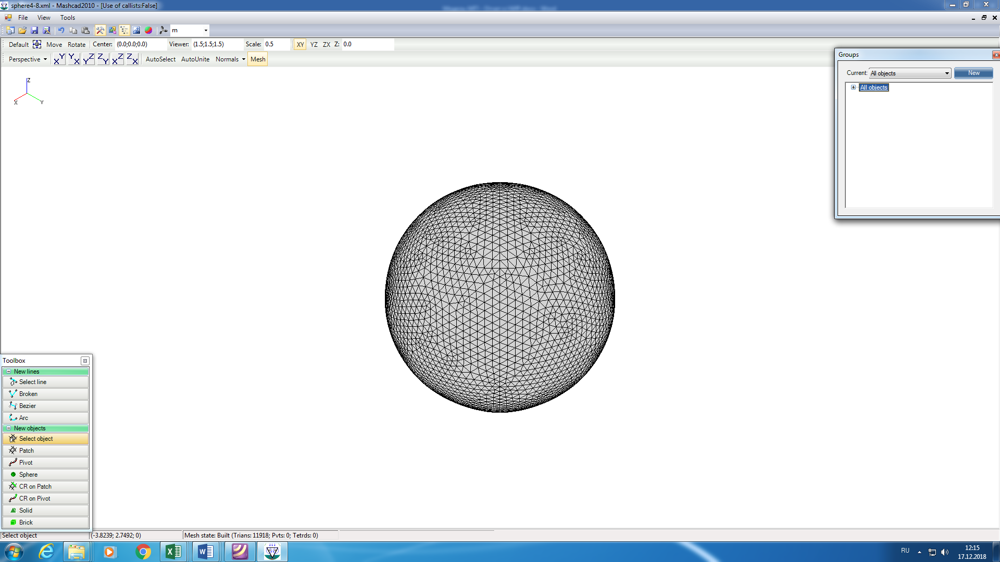 sphere4-8.xml - Mashcad2010 - [Use of callists:False]
File View Tools
m
Default Move Rotate Center: (0.0;0.0;0.0) Viewer: (1.5;1.5;1.5) Scale: 0.5 XY YZ ZX Z: 0.0
Perspective XY YX YZ ZY XZ ZX AutoSelect AutoUnite Normals Mesh
Groups
Current: All objects New
All objects
Z
X Y
Toolbox
New lines
Select line
Broken
Bezier
Arc
New objects
Select object
Patch
Pivot
Sphere
CR on Patch
CR on Pivot
Solid
Brick
Select object (-3.8239; 2.7492; 0) Mesh state: Built (Trians: 11918; Pvts: 0; Tetrds: 0)
RU 12:15
17.12.2018